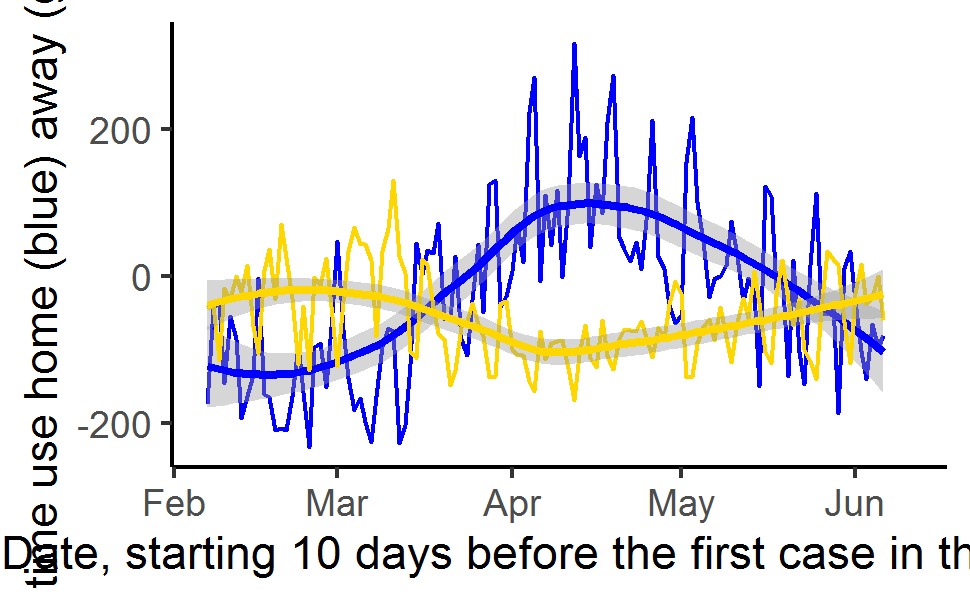 time use home (blue) away (
200
0
-200
Feb Mar Apr May Jun
Date, starting 10 days before the first case in th